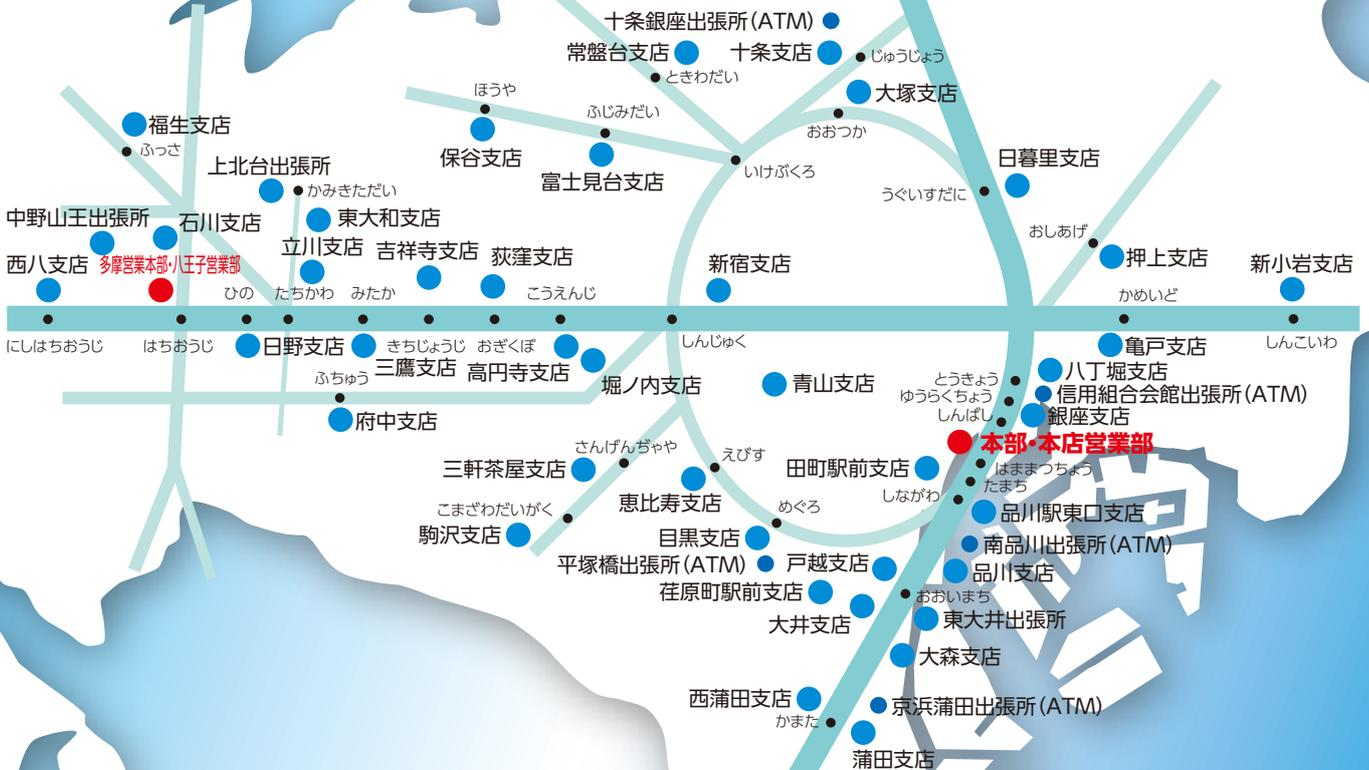 十条銀座出張所(ATM)
常盤台支店
十条支店
じゅうじょう
ときわだい
ほうや
大塚支店
ふじみだい
おおつか
福生支店
ふっさ
保谷支店
日暮里支店
上北台出張所
いけぶくろ
富士見台支店
かみきただい
うぐいすだに
中野山王出張所
石川支店
東大和支店
おしあげ
立川支店
吉祥寺支店
荻窪支店
押上支店
西八支店
多摩営業本部・八王子営業部
新宿支店
新小岩支店
ひの
たちかわ
みたか
こうえんじ
かめいど
にしはちおうじ
はちおうじ
日野支店
きちじょうじ
おぎくぼ
しんじゅく
亀戸支店
しんこいわ
三鷹支店
高円寺支店
八丁堀支店
ふちゅう
堀ノ内支店
青山支店
とうきょう
ゆうらくちょう
信用組合会館出張所(ATM)
しんばし
銀座支店
府中支店
本部・本店営業部
さんげんぢゃや
えびす
三軒茶屋支店
田町駅前支店
はままつちょう
たまち
しながわ
恵比寿支店
こまざわだいがく
めぐろ
品川駅東口支店
駒沢支店
目黒支店
南品川出張所(ATM)
平塚橋出張所(ATM)
戸越支店
品川支店
荏原町駅前支店
おおいまち
大井支店
東大井出張所
大森支店
西蒲田支店
京浜蒲田出張所(ATM)
かまた
蒲田支店